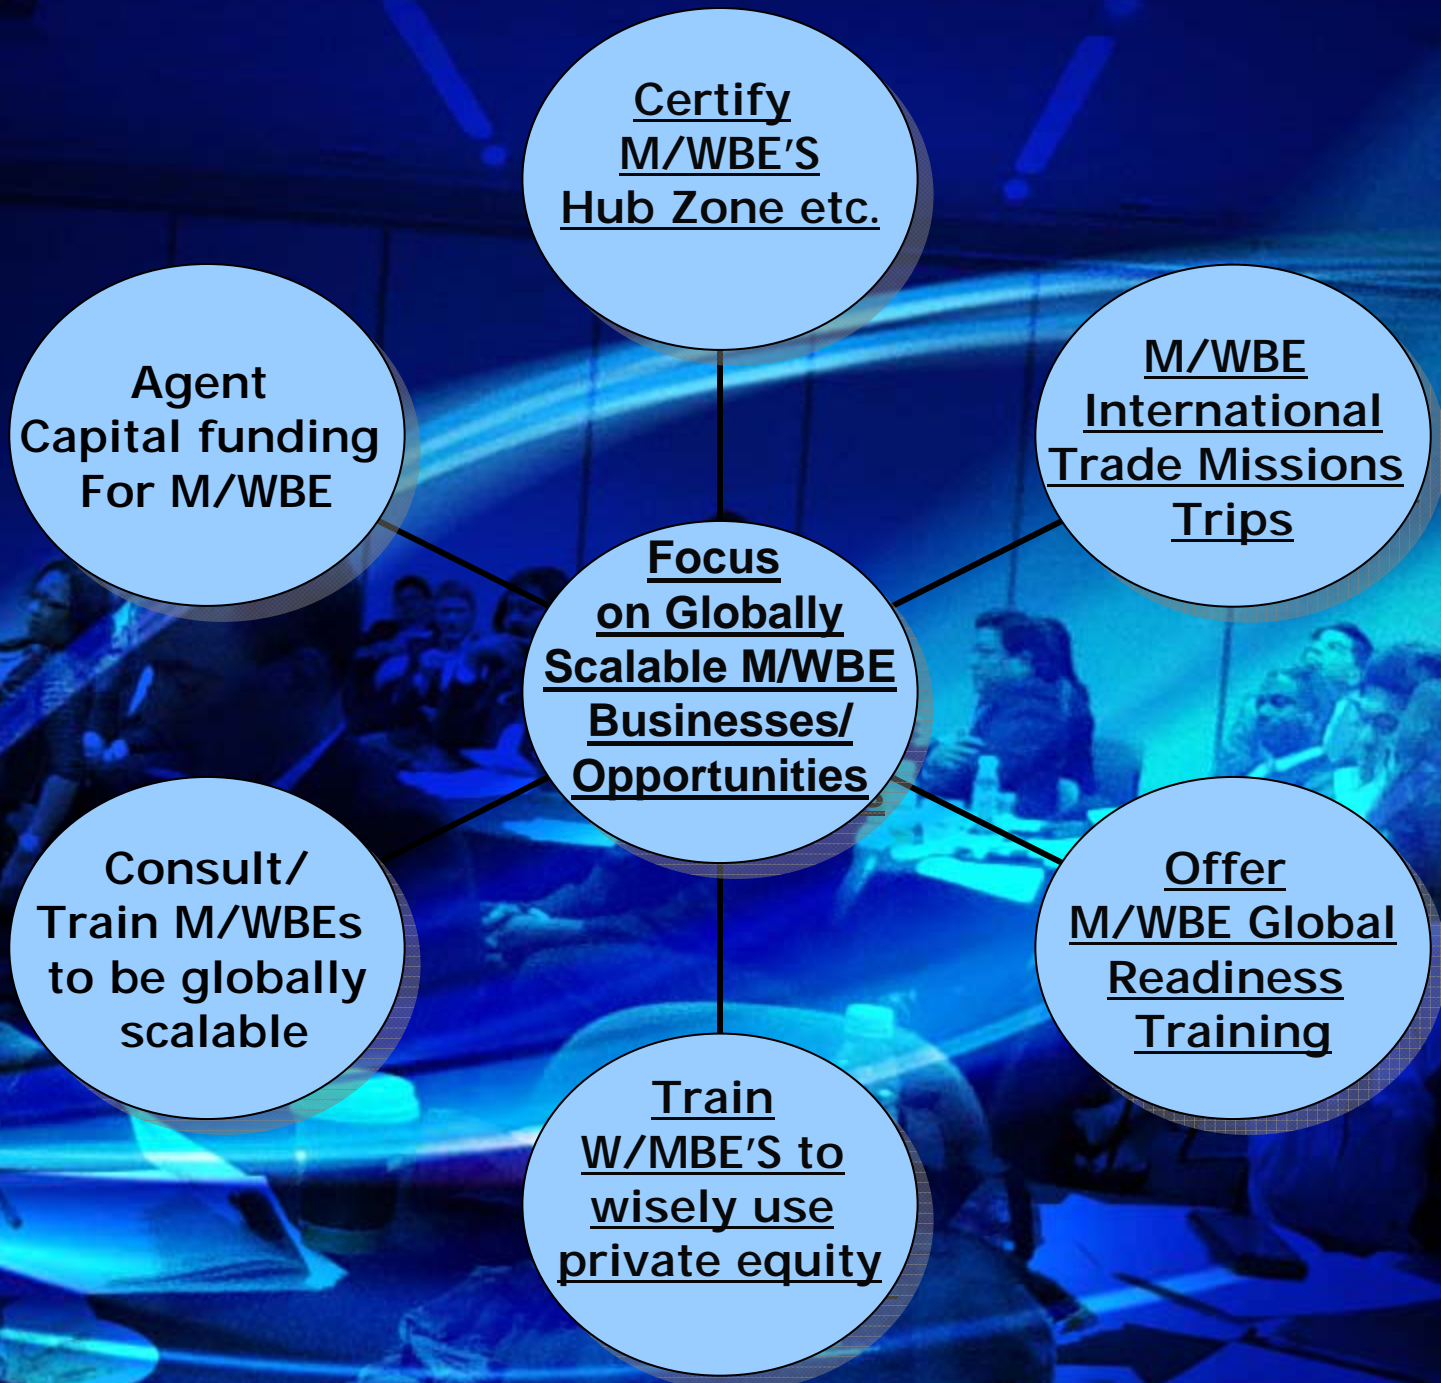 Certify
M/WBE'S
Hub Zone etc.
Agent
Capital funding
For M/WBE
M/WBE
International
Trade Missions
Trips
Focus
on Globally
Scalable M/WBE
Businesses/
Opportunities
Consult/
Train M/WBEs
to be globally
scalable
Offer
M/WBE Global
Readiness
Training
Train
W/MBE'S to
wisely use
private equity